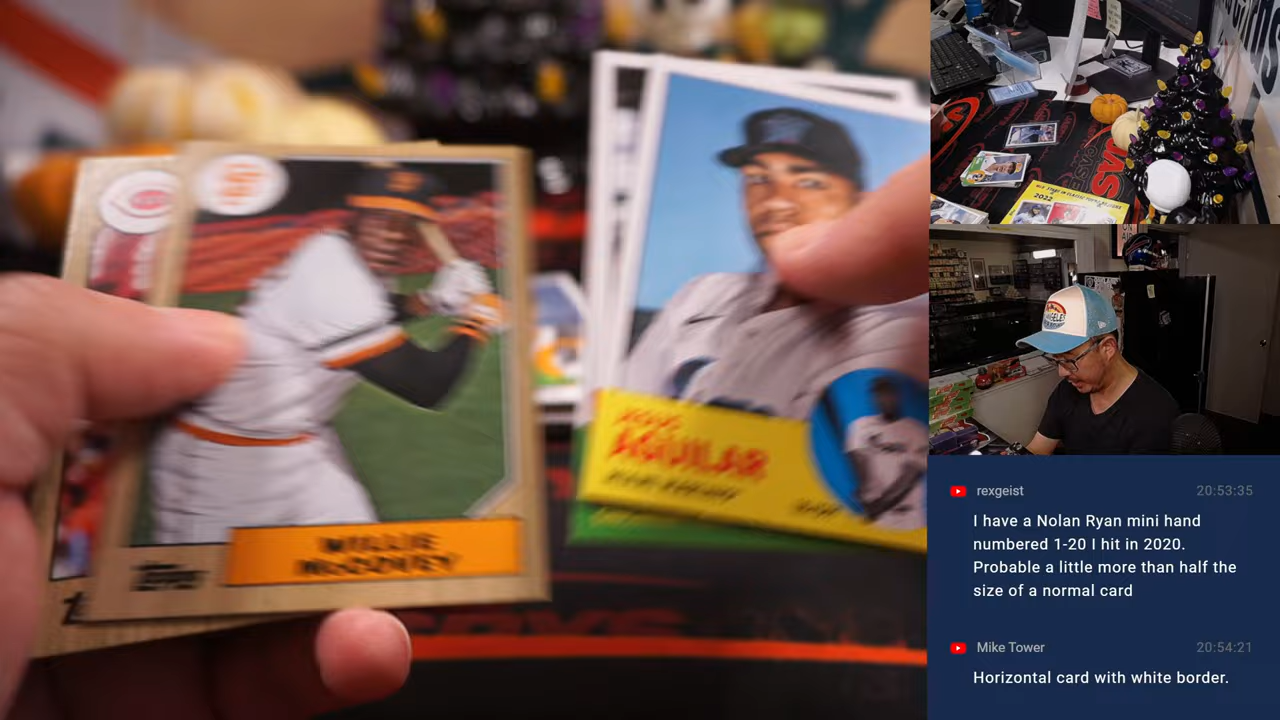 WILLIE
McCOVEY
topps
AGUILAR
2022
rexgeist
20:53:35
I have a Nolan Ryan mini hand
numbered 1-20 I hit in 2020.
Probable a little more than half the
size of a normal card
Mike Tower
20:54:21
Horizontal card with white border.